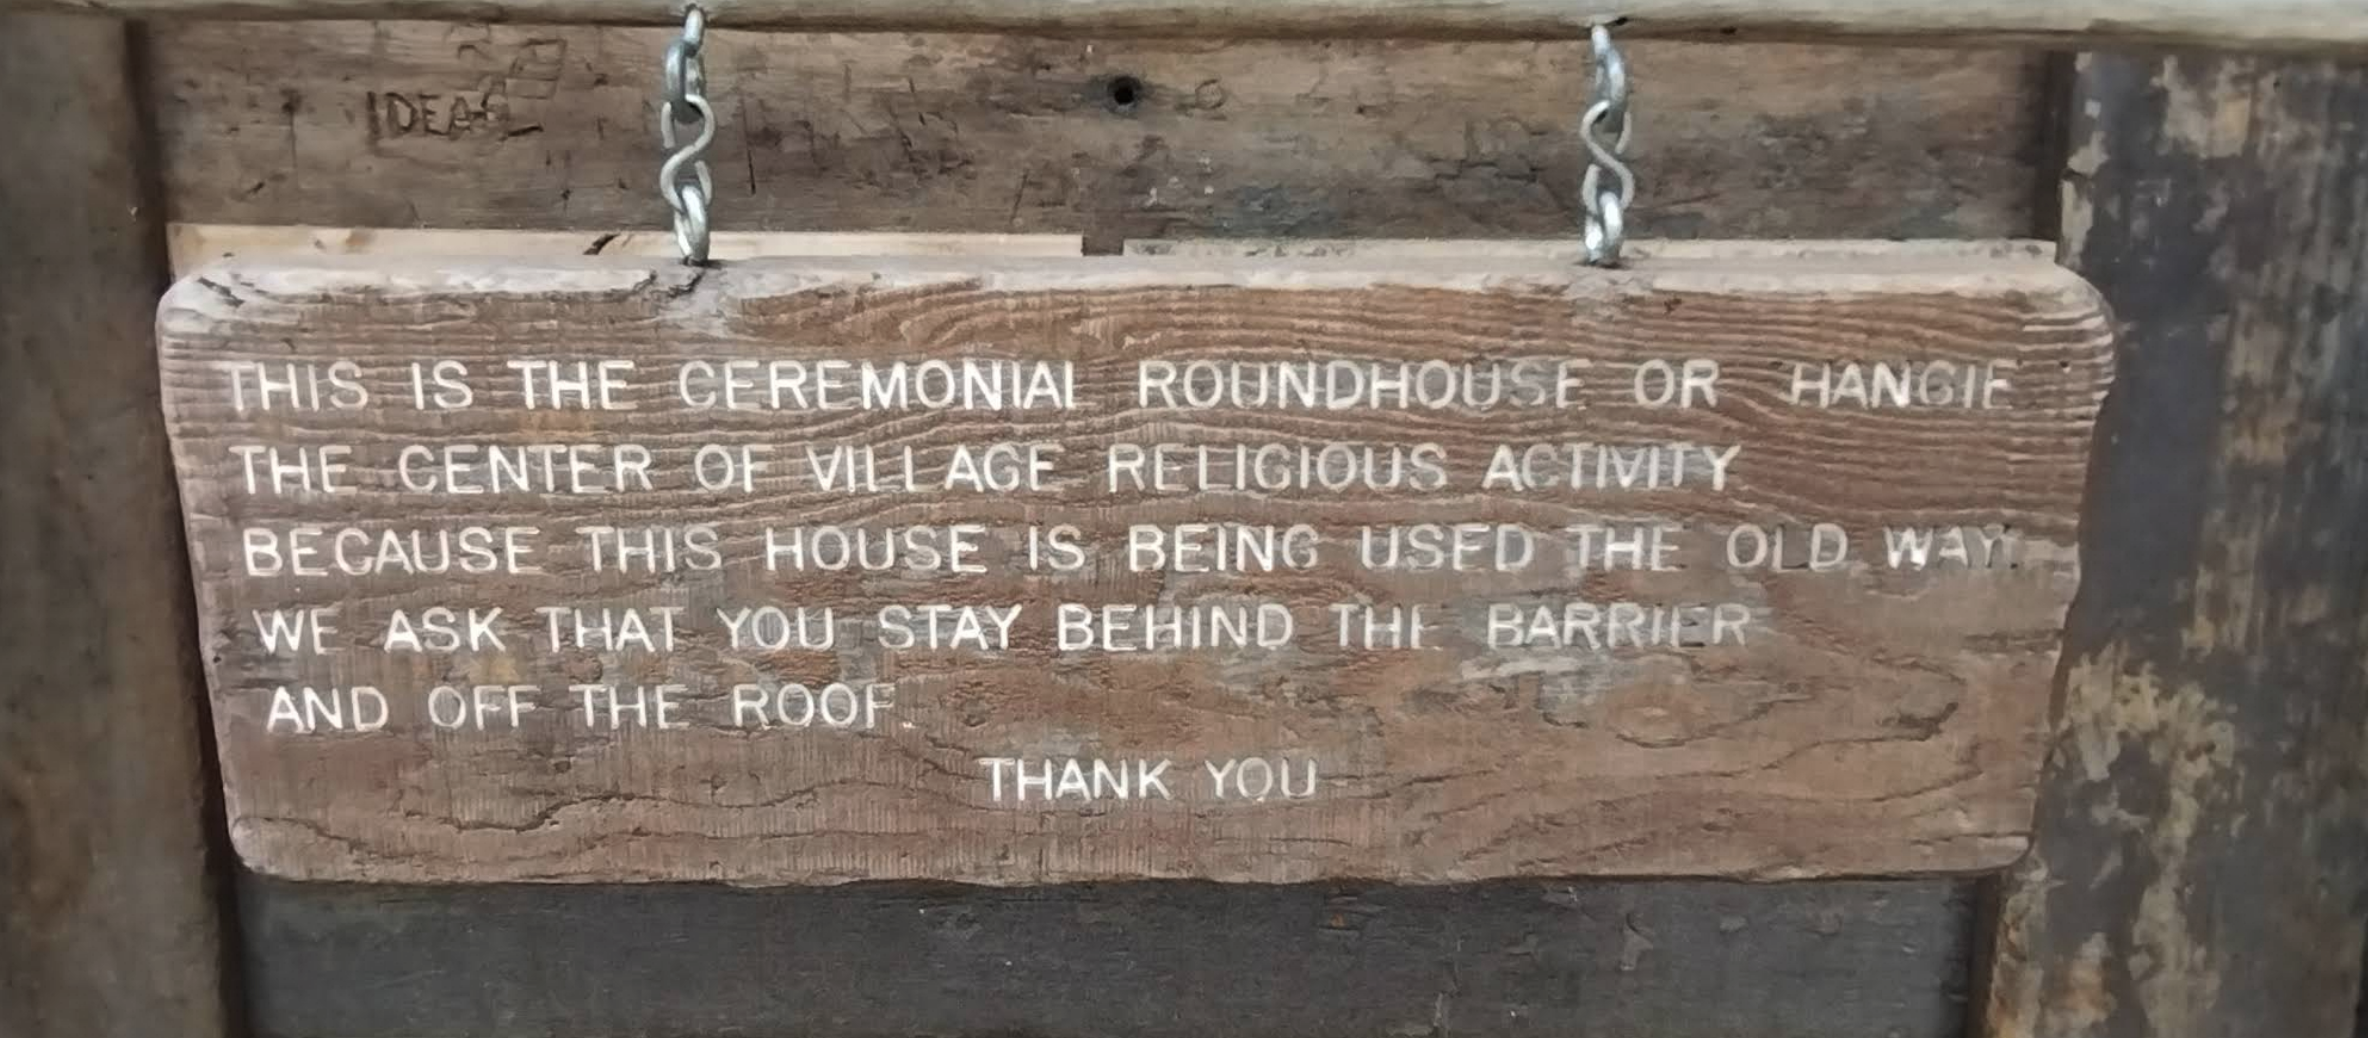 THIS IS THE CEREMONIAL ROUNDHOUSE OR HANGIE
THE CENTER OF VILLAGE RELIGIOUS ACTIVITY
BECAUSE THIS HOUSE IS BEING USED THE OLD WAY.
WE ASK THAT YOU STAY BEHIND THE BARRIER
AND OFF THE ROOF.
THANK YOU